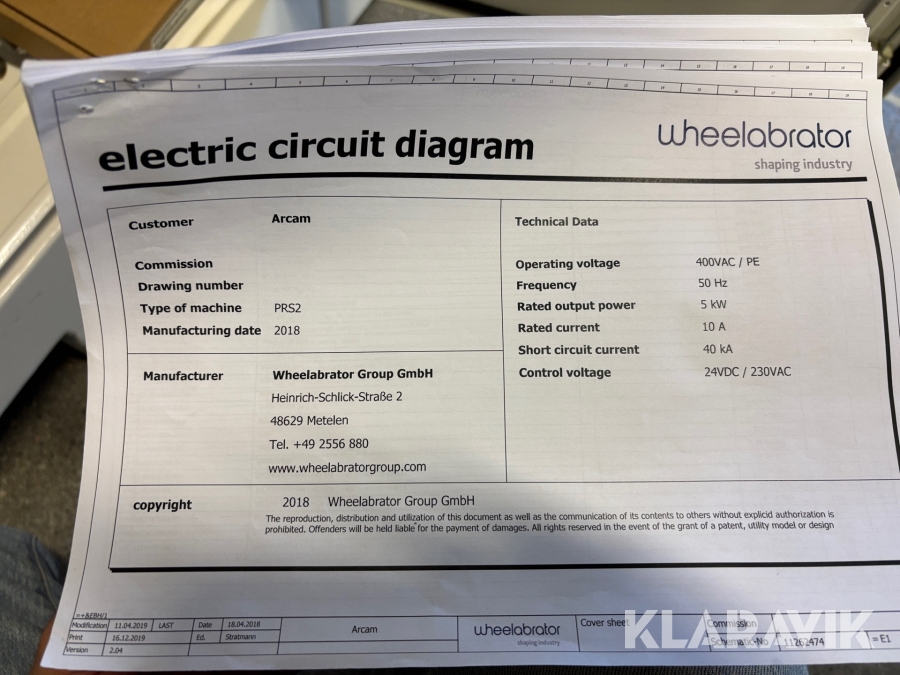 electric circuit diagram
wheelabrator
shaping industry
Customer Arcam
Commission
Drawing number
Type of machine PRS2
Manufacturing date 2018
Technical Data
Operating voltage 400VAC / PE
Frequency 50 Hz
Rated output power 5 kW
Rated current 10 A
Short circuit current 40 kA
Control voltage 24VDC / 230VAC
Manufacturer Wheelabrator Group GmbH
Heinrich-Schlick-Straße 2
48629 Metelen
Tel. +49 2556 880
www.wheelabratorgroup.com
copyright 2018 Wheelabrator Group GmbH
The reproduction, distribution and utilization of this document as well as the communication of its contents to others without explicid authorization is
prohibited. Offenders will be held liable for the payment of damages. All rights reserved in the event of the grant of a patent, utility model or design
=+&EBH/1
Modification 11.04.2019 LAST Date 18.04.2018
Print 16.12.2019 Ed. Stratmann
Version 2.04
Arcam
wheelabrator
shaping industry
Cover sheet
Commission
Schematic-No 11262474
= E1
KLARAVIK